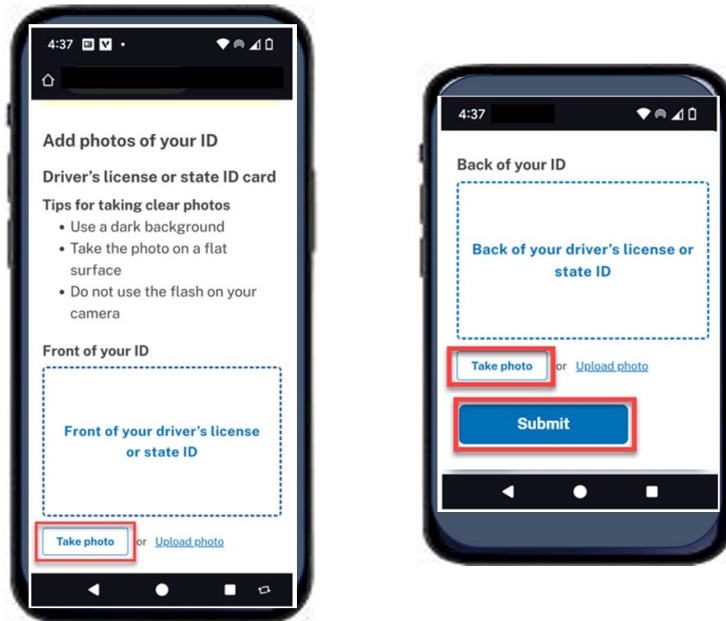 4:37
Add photos of your ID
Driver's license or state ID card
Tips for taking clear photos
• Use a dark background
• Take the photo on a flat
surface
• Do not use the flash on your
camera
Front of your ID
Front of your driver's license
or state ID
Take photo or Upload photo
4:37
Back of your ID
Back of your driver's license or
state ID
Take photo or Upload photo
Submit